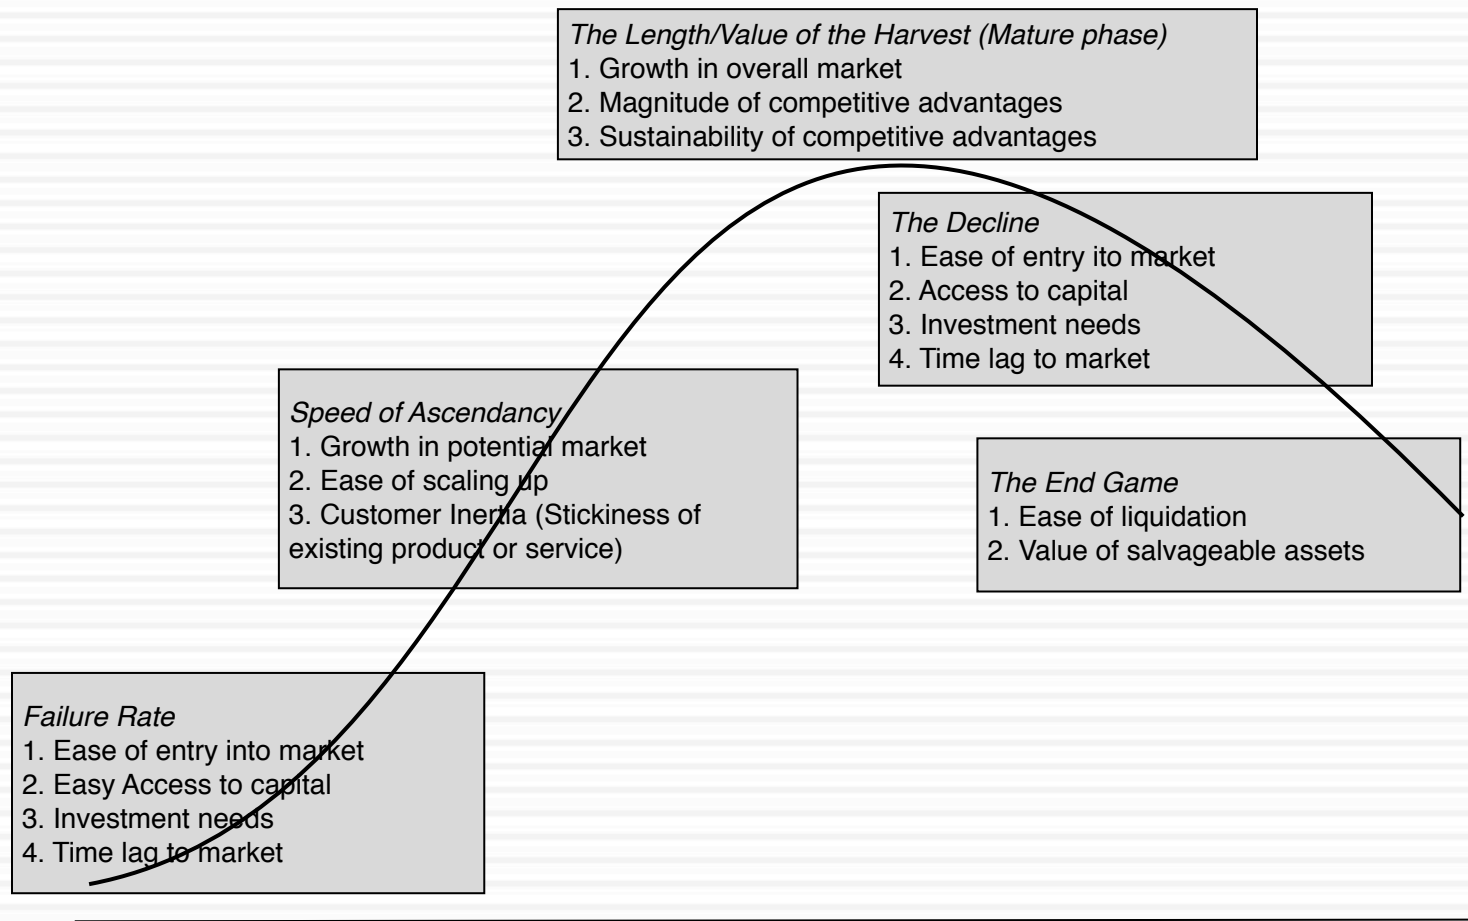 The Length/Value of the Harvest (Mature phase)
1. Growth in overall market
2. Magnitude of competitive advantages
3. Sustainability of competitive advantages
The Decline
1. Ease of entry ito market
2. Access to capital
3. Investment needs
4. Time lag to market
Speed of Ascendancy
1. Growth in potential market
2. Ease of scaling up
3. Customer Inertia (Stickiness of
existing product or service)
The End Game
1. Ease of liquidation
2. Value of salvageable assets
Failure Rate
1. Ease of entry into market
2. Easy Access to capital
3. Investment needs
4. Time lag to market